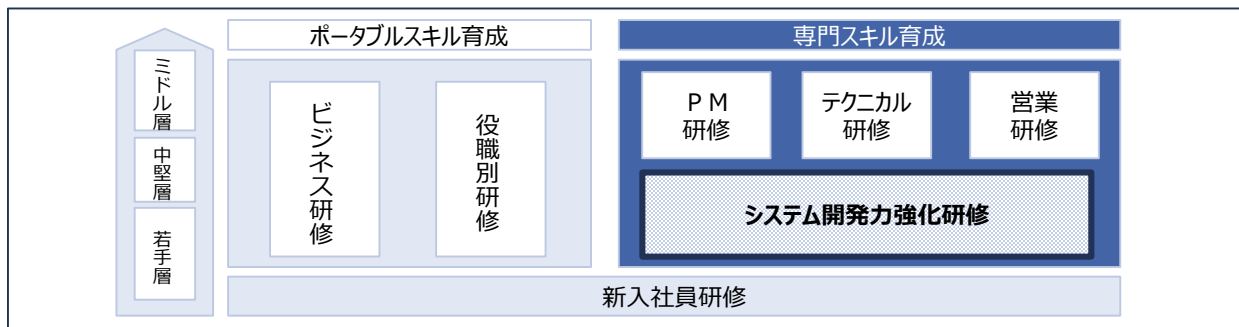 ポータブルスキル育成
専門スキル育成
ミドル層
中堅層
若手層
ビジネス研修
役職別研修
ＰＭ
研修
テクニカル
研修
営業
研修
システム開発力強化研修
新入社員研修